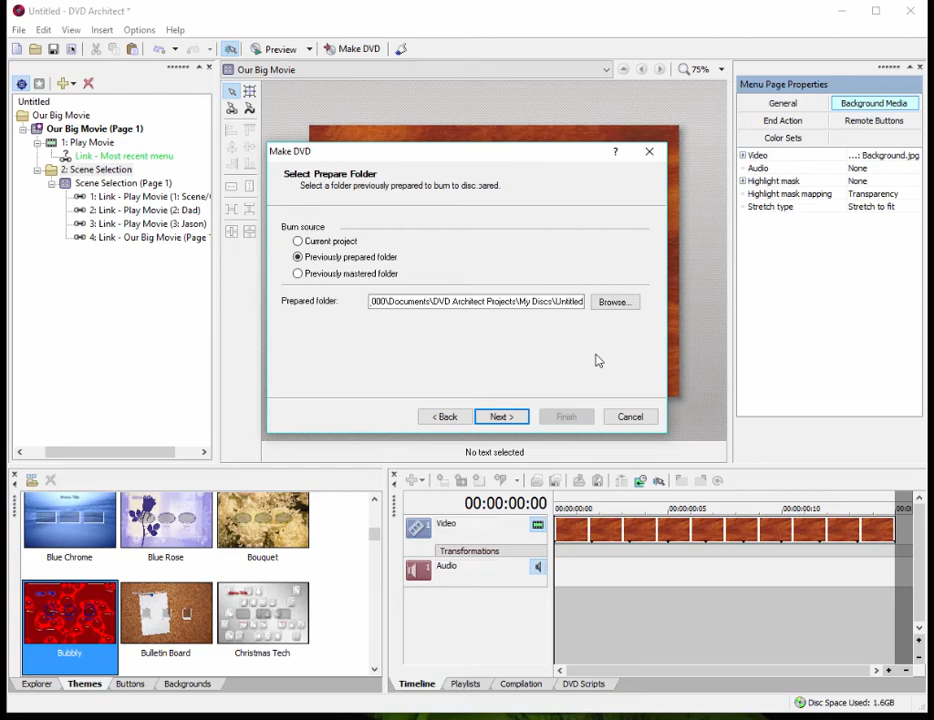 Untitled - DVD Architect *
File Edit View Insert Options Help
Preview Make DVD
Our Big Movie
75%
Untitled
Our Big Movie
Our Big Movie (Page 1)
1: Play Movie
Link - Most recent menu
2: Scene Selection
Scene Selection (Page 1)
1: Link - Play Movie (1: Scene/
2: Link - Play Movie (2: Dad)
3: Link - Play Movie (3: Jason)
4: Link - Our Big Movie (Page
Make DVD
?
Select Prepare Folder
Select a folder previously prepared to burn to disc.
Burn source
Current project
Previously prepared folder
Previously mastered folder
Prepared folder:
_000\Documents\DVD Architect Projects\My Discs\Untitled
Browse...
< Back
Next >
Finish
Cancel
No text selected
Menu Page Properties
General
Background Media
End Action
Remote Buttons
Color Sets
Video ...: Background.jpg
Audio None
Highlight mask None
Highlight mask mapping Transparency
Stretch type Stretch to fit
Blue Chrome
Blue Rose
Bouquet
Bubbly
Bulletin Board
Christmas Tech
Explorer Themes Buttons Backgrounds
00:00:00:00
00:00:00:00 00:00:00:05 00:00:00:10
1 Video
Transformations
1 Audio
Timeline Playlists Compilation DVD Scripts
Disc Space Used: 1.6GB